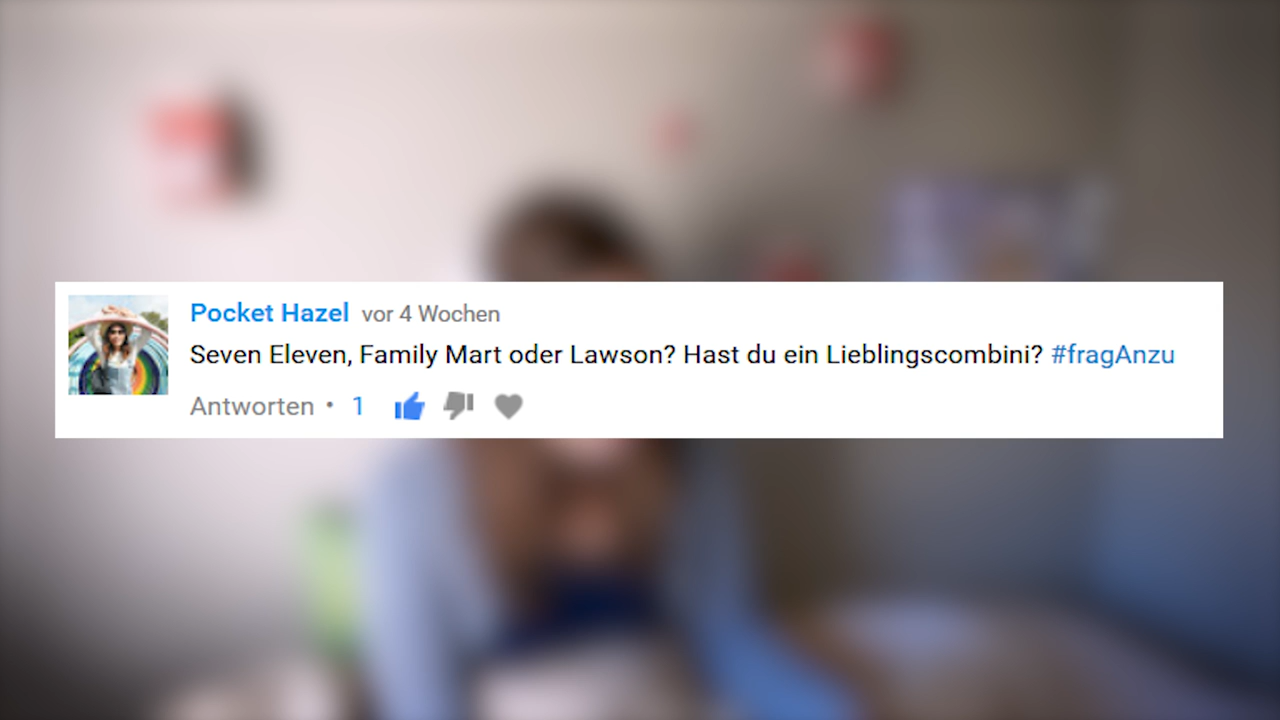 Pocket Hazel vor 4 Wochen
Seven Eleven, Family Mart oder Lawson? Hast du ein Lieblingscombini? #fragAnzu
Antworten • 1